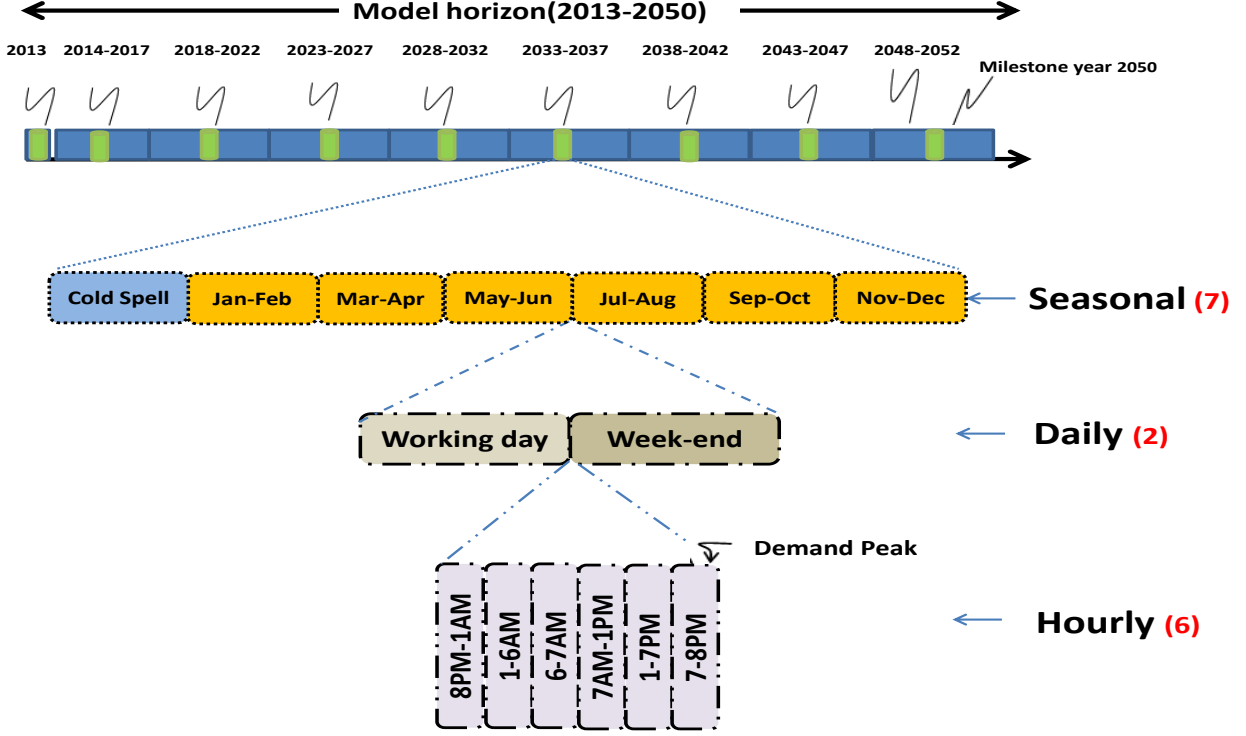 Model horizon(2013-2050)
2013 2014-2017 2018-2022 2023-2027 2028-2032 2033-2037 2038-2042 2043-2047 2048-2052
Milestone year 2050
Cold Spell Jan-Feb Mar-Apr May-Jun Jul-Aug Sep-Oct Nov-Dec Seasonal (7)
Working day Week-end Daily (2)
Demand Peak
8PM-1AM
1-6AM
6-7AM
7AM-1PM
1-7PM
7-8PM
Hourly (6)